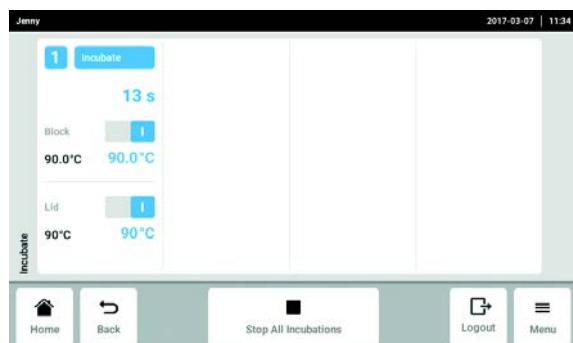 Jenny 2017-03-07 | 11:34
1 Incubate
13 s
Block I
90.0°C 90.0°C
Lid I
90°C 90°C
Incubate
Home Back Stop All Incubations Logout Menu